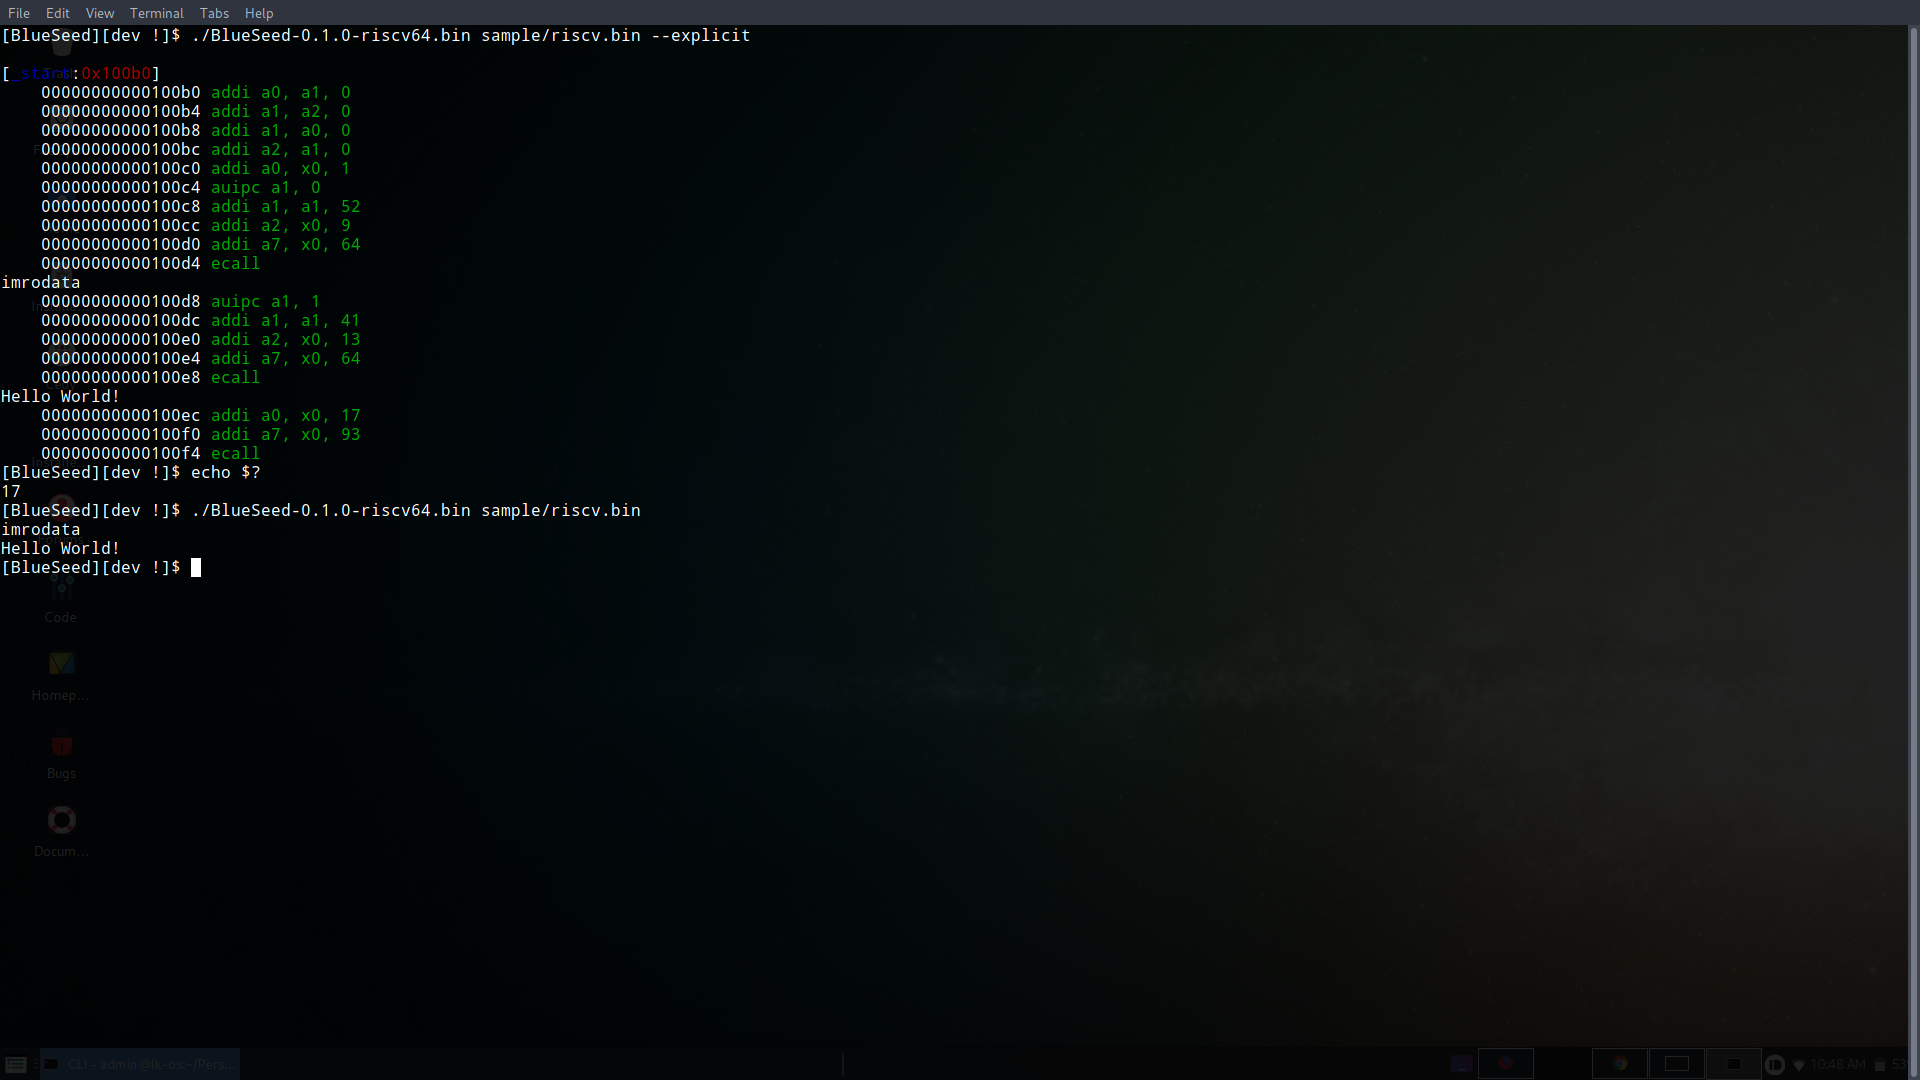 File Edit View Terminal Tabs Help
[BlueSeed][dev !]$ ./BlueSeed-0.1.0-riscv64.bin sample/riscv.bin --explicit
[_start:0x100b0]
00000000000100b0 addi a0, a1, 0
00000000000100b4 addi a1, a2, 0
00000000000100b8 addi a1, a0, 0
00000000000100bc addi a2, a1, 0
00000000000100c0 addi a0, x0, 1
00000000000100c4 auipc a1, 0
00000000000100c8 addi a1, a1, 52
00000000000100cc addi a2, x0, 9
00000000000100d0 addi a7, x0, 64
00000000000100d4 ecall
imrodata
00000000000100d8 auipc a1, 1
00000000000100dc addi a1, a1, 41
00000000000100e0 addi a2, x0, 13
00000000000100e4 addi a7, x0, 64
00000000000100e8 ecall
Hello World!
00000000000100ec addi a0, x0, 17
00000000000100f0 addi a7, x0, 93
00000000000100f4 ecall
[BlueSeed][dev !]$ echo $?
17
[BlueSeed][dev !]$ ./BlueSeed-0.1.0-riscv64.bin sample/riscv.bin
imrodata
Hello World!
[BlueSeed][dev !]$
Code
Homep...
Bugs
Docum...
CLI - admin@lk-os:~/Pers...
10:48 AM